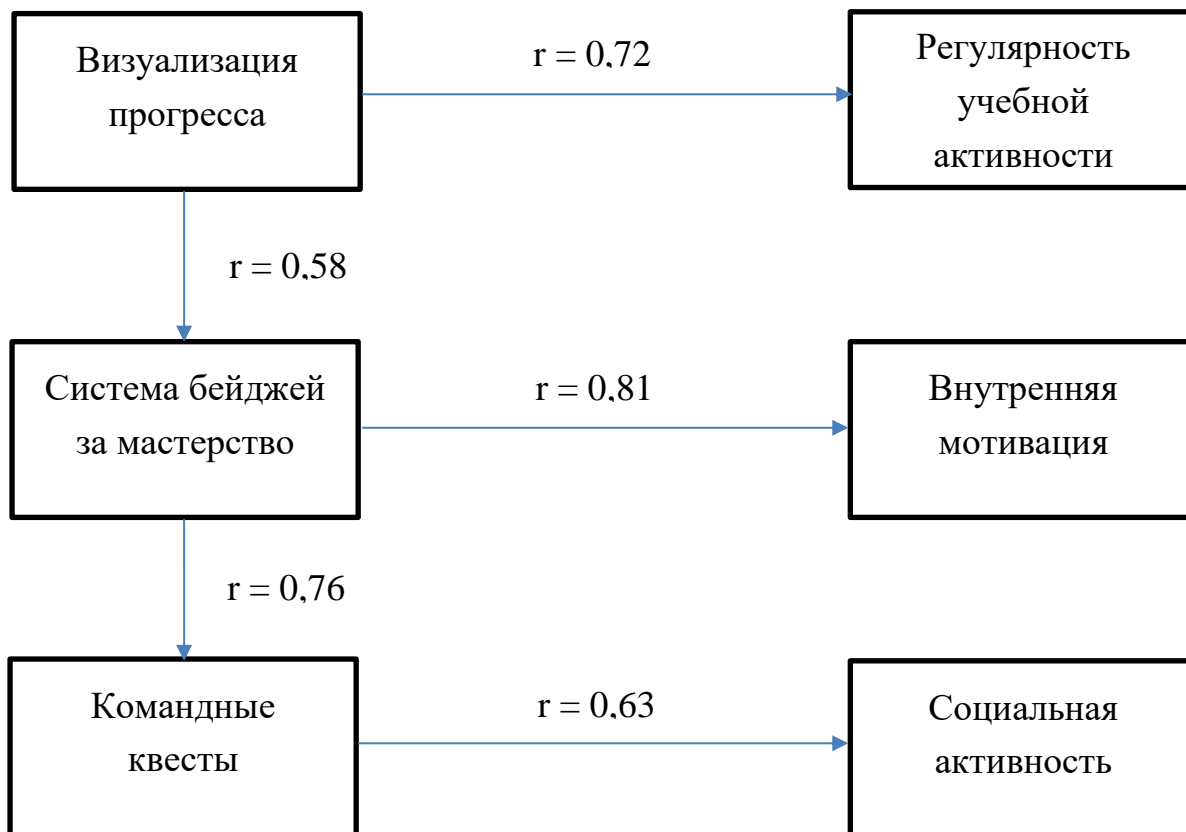 Визуализация
прогресса
r = 0,72
Регулярность
учебной
активности
r = 0,58
Система бейджей
за мастерство
r = 0,81
Внутренняя
мотивация
r = 0,76
Командные
квесты
r = 0,63
Социальная
активность